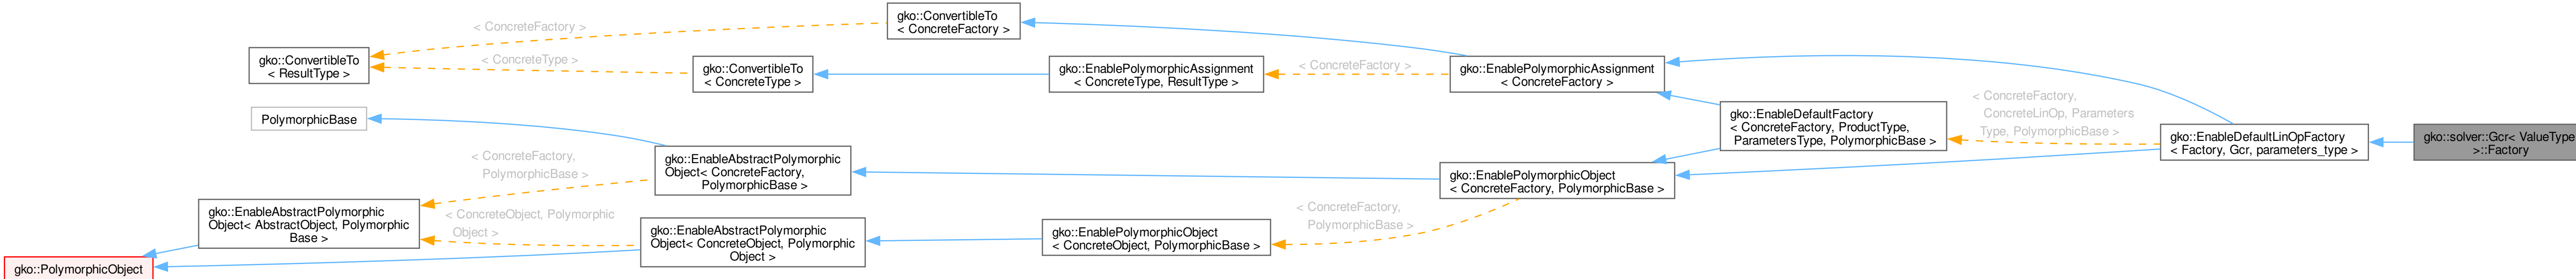 gko::ConvertibleTo
< ConcreteFactory >
< ConcreteFactory >
gko::ConvertibleTo
< ResultType >
< ConcreteType >
gko::ConvertibleTo
< ConcreteType >
gko::EnablePolymorphicAssignment
< ConcreteType, ResultType >
< ConcreteFactory >
gko::EnablePolymorphicAssignment
< ConcreteFactory >
PolymorphicBase
gko::EnableDefaultFactory
< ConcreteFactory, ProductType,
ParametersType, PolymorphicBase >
< ConcreteFactory,
ConcreteLinOp, Parameters
Type, PolymorphicBase >
gko::EnableDefaultLinOpFactory
< Factory, Gcr, parameters_type >
gko::solver::Gcr< ValueType
>::Factory
< ConcreteFactory,
PolymorphicBase >
gko::EnableAbstractPolymorphic
Object< ConcreteFactory,
PolymorphicBase >
gko::EnablePolymorphicObject
< ConcreteFactory, PolymorphicBase >
gko::EnableAbstractPolymorphic
Object< AbstractObject, Polymorphic
Base >
< ConcreteObject, Polymorphic
Object >
gko::EnableAbstractPolymorphic
Object< ConcreteObject, Polymorphic
Object >
gko::EnablePolymorphicObject
< ConcreteObject, PolymorphicBase >
< ConcreteFactory,
PolymorphicBase >
gko::PolymorphicObject